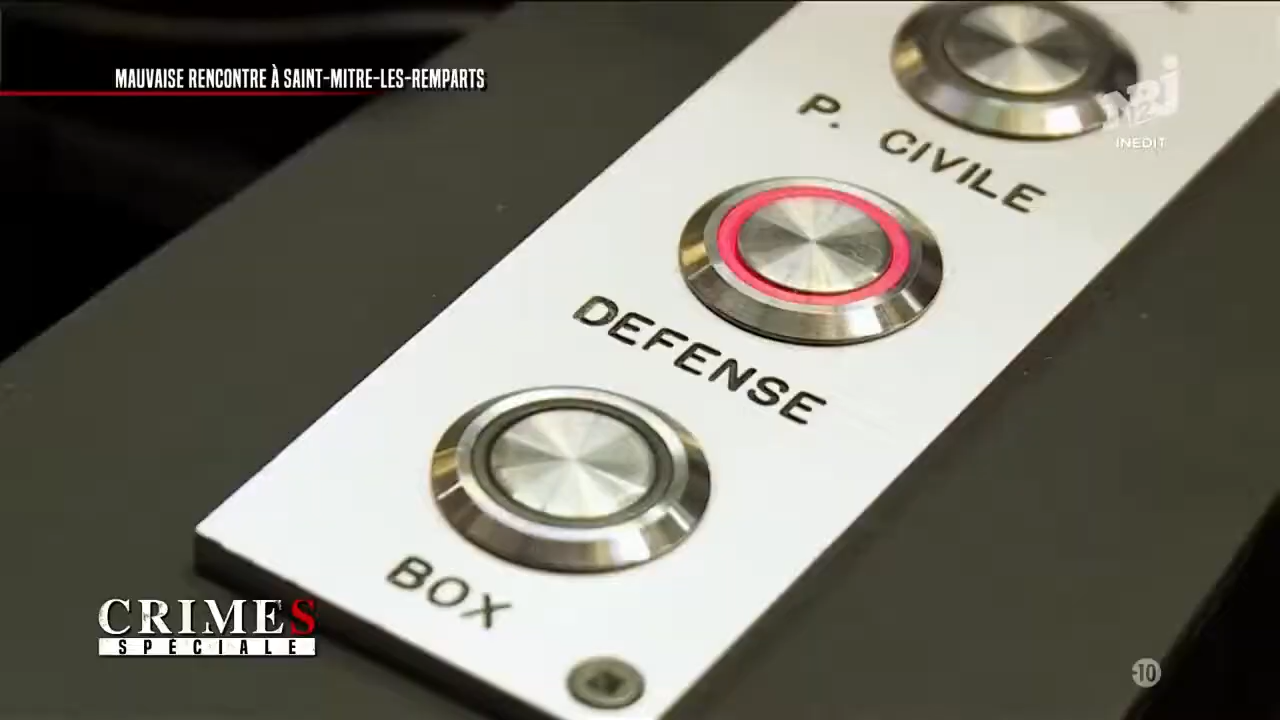 MAUVAISE RENCONTRE À SAINT-MITRE-LES-REMPARTS
NRJ
12
INEDIT
P. CIVILE
DEFENSE
BOX
CRIMES
SPÉCIALE
-10